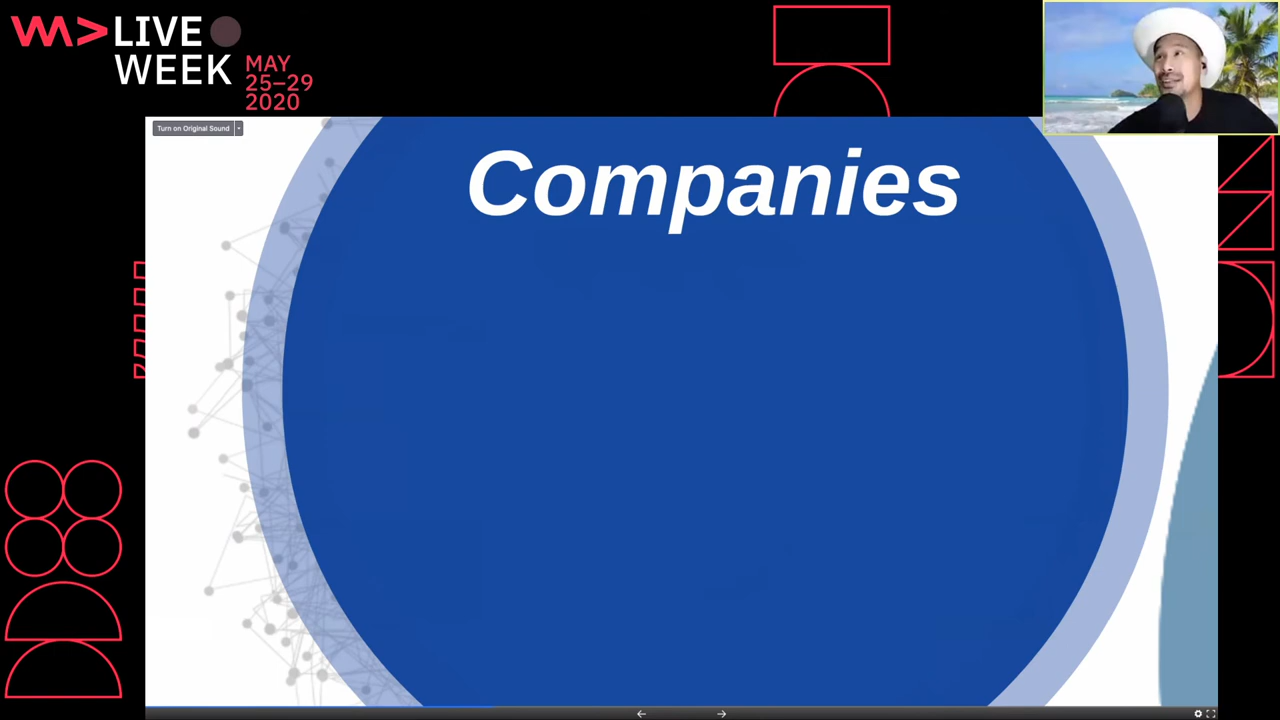 LIVE
WEEK
MAY
25–29
2020
Turn on Original Sound
Companies